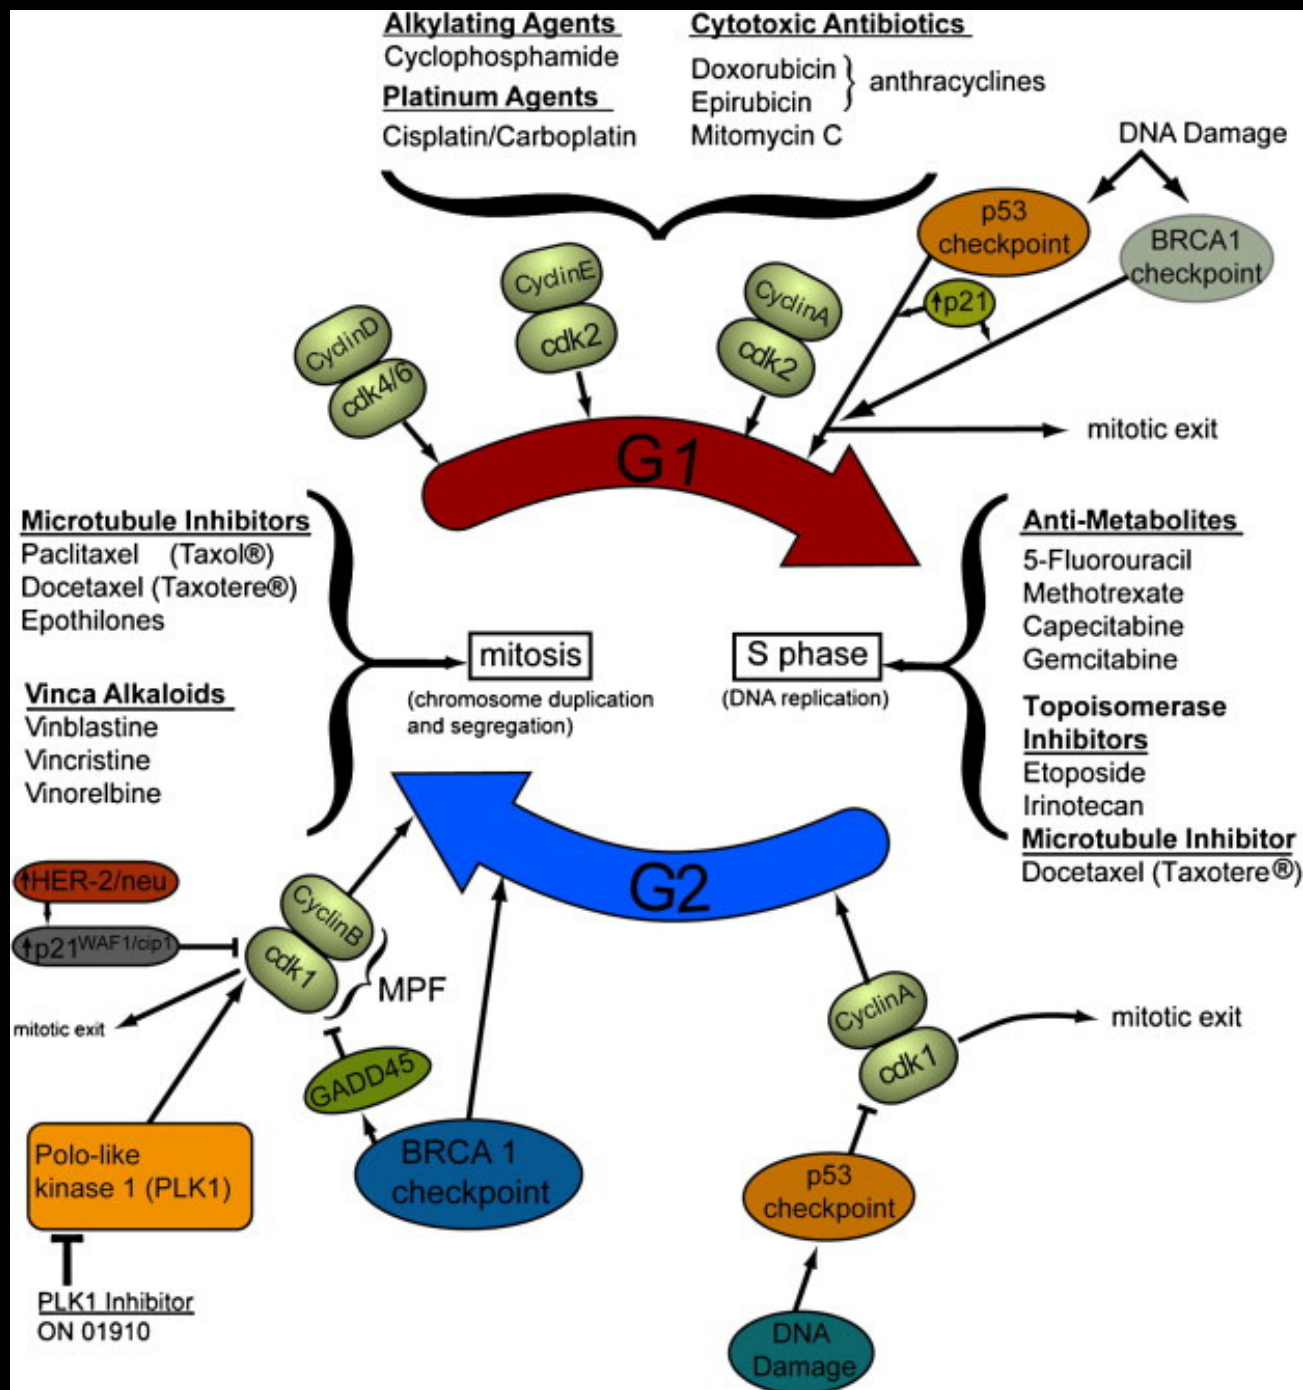 Alkylating Agents
Cyclophosphamide
Platinum Agents
Cisplatin/Carboplatin
Cytotoxic Antibiotics
Doxorubicin
Epirubicin
anthracyclines
Mitomycin C
DNA Damage
p53
checkpoint
BRCA1
checkpoint
↑p21
CyclinD
cdk4/6
CyclinE
cdk2
CyclinA
cdk2
G1
mitotic exit
Microtubule Inhibitors
Paclitaxel (Taxol®)
Docetaxel (Taxotere®)
Epothilones
Vinca Alkaloids
Vinblastine
Vincristine
Vinorelbine
mitosis
(chromosome duplication
and segregation)
S phase
(DNA replication)
Anti-Metabolites
5-Fluorouracil
Methotrexate
Capecitabine
Gemcitabine
Topoisomerase
Inhibitors
Etoposide
Irinotecan
Microtubule Inhibitor
Docetaxel (Taxotere®)
G2
↑HER-2/neu
↑p21WAF1/cip1
CyclinB
cdk1
MPF
mitotic exit
GADD45
Polo-like
kinase 1 (PLK1)
BRCA 1
checkpoint
PLK1 Inhibitor
ON 01910
CyclinA
cdk1
mitotic exit
p53
checkpoint
DNA
Damage